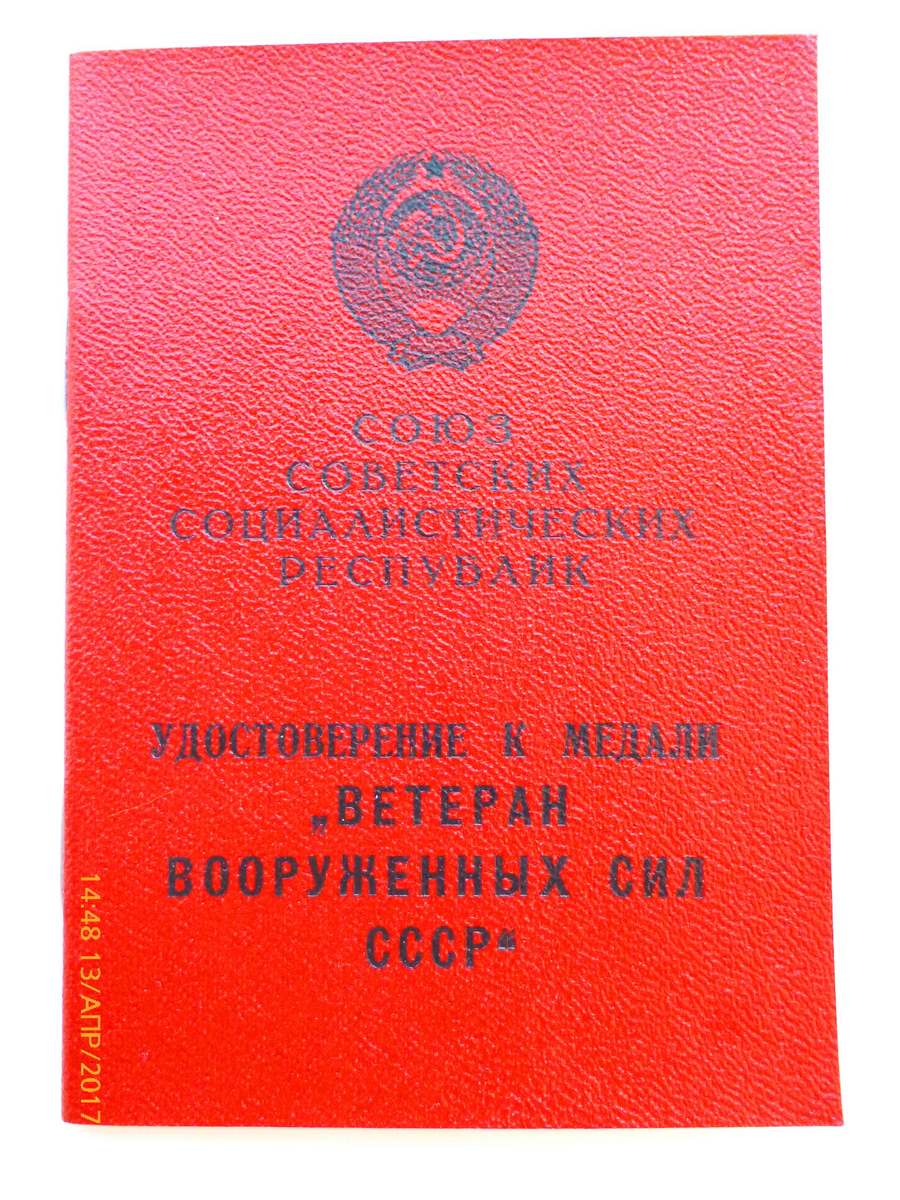 СОЮЗ
СОВЕТСКИХ
СОЦИАЛИСТИЧЕСКИХ
РЕСПУБЛИК
УДОСТОВЕРЕНИЕ К МЕДАЛИ
„ВЕТЕРАН
ВООРУЖЕННЫХ СИЛ
СССР“
14:48 13/АПР/2017